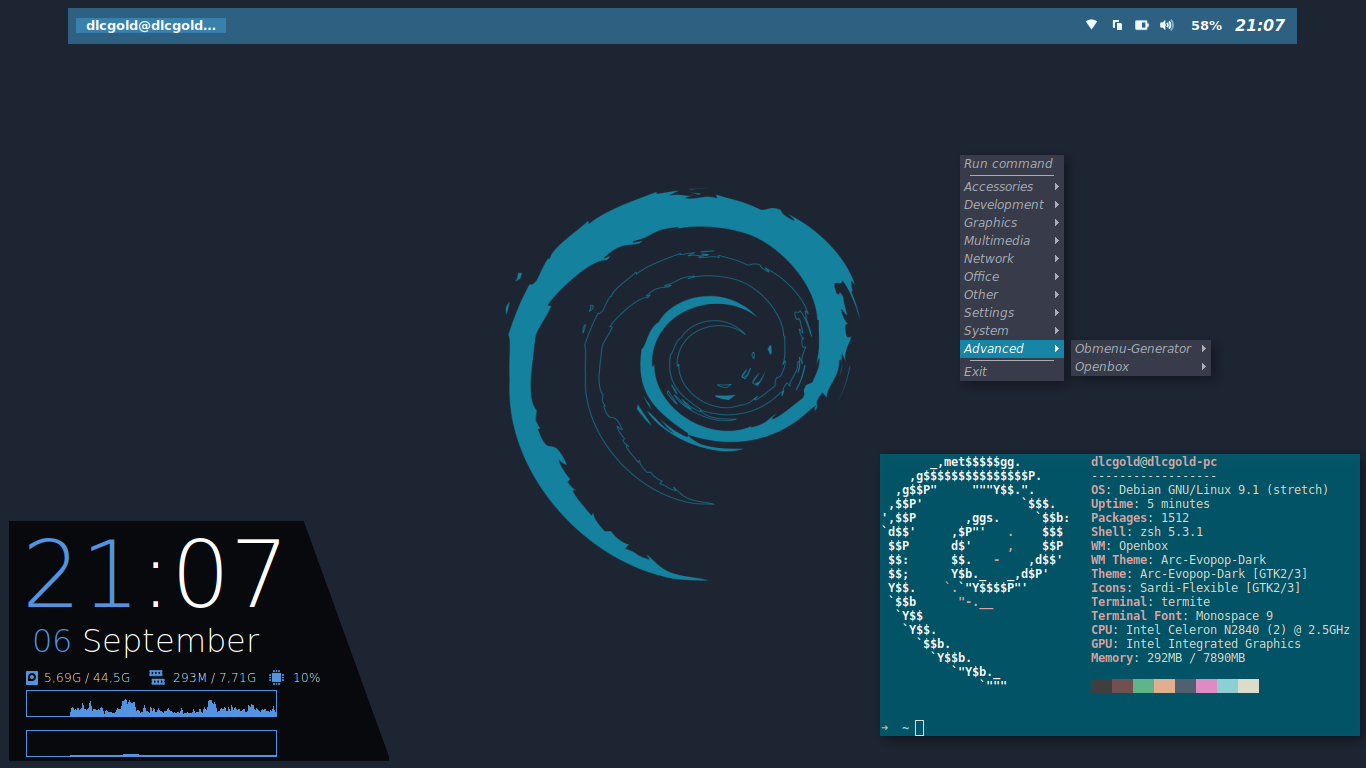 dlcgold@dlcgold...
58% 21:07
Run command
Accessories
Development
Graphics
Multimedia
Network
Office
Other
Settings
System
Advanced
Exit
Obmenu-Generator
Openbox
21:07
06 September
5.69G / 44.5G 293M / 7.71G 10%
_,met$$$$$gg.
,g$$$$$$$$$$$$$$$P.
,g$$P"     """Y$$.".
,$$P'              `$$$.
',$$P       ,ggs.     `$$b:
`d$$'     ,$P"'   .    $$$
$$P      d$'     ,    $$P
$$:      $$.   -    ,d$$'
$$;      Y$b._   _,d$P'
Y$$.    `.`"Y$$$$P"'
`$$b      "-.__
`Y$$
`Y$$.
`$$b.
`Y$$b.
`"Y$b._
`"""
dlcgold@dlcgold-pc
------------------
OS: Debian GNU/Linux 9.1 (stretch)
Uptime: 5 minutes
Packages: 1512
Shell: zsh 5.3.1
WM: Openbox
WM Theme: Arc-Evopop-Dark
Theme: Arc-Evopop-Dark [GTK2/3]
Icons: Sardi-Flexible [GTK2/3]
Terminal: termite
Terminal Font: Monospace 9
CPU: Intel Celeron N2840 (2) @ 2.5GHz
GPU: Intel Integrated Graphics
Memory: 292MB / 7890MB
→ ~